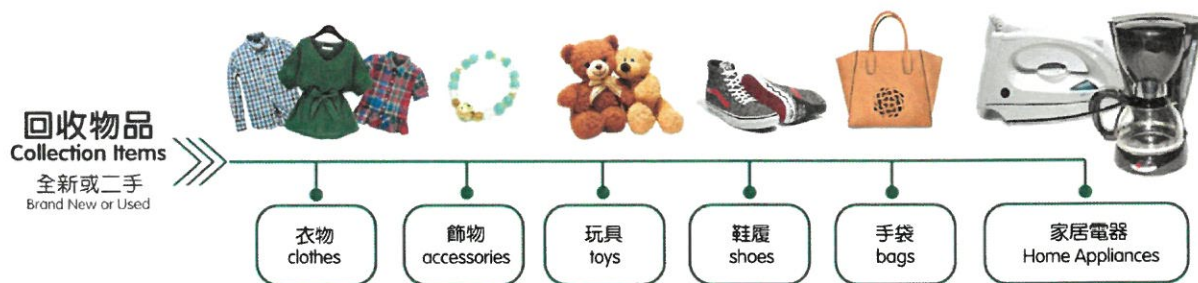 回收物品
Collection Items
全新或二手
Brand New or Used
衣物
clothes
飾物
accessories
玩具
toys
鞋履
shoes
手袋
bags
家居電器
Home Appliances